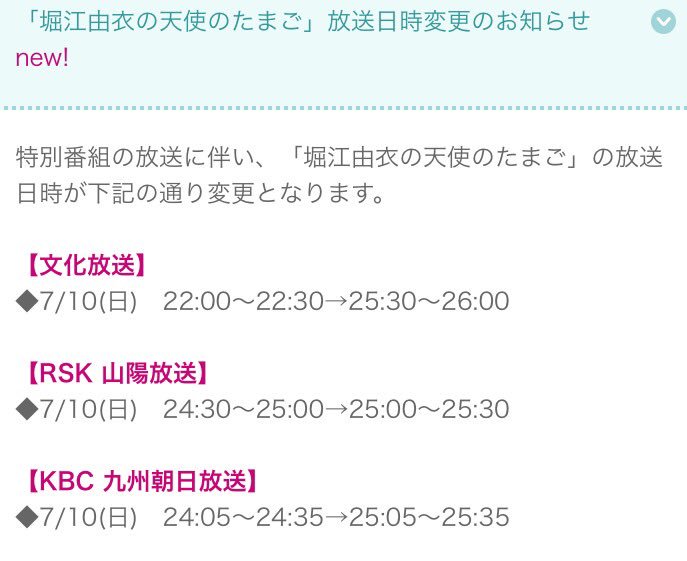 「堀江由衣の天使のたまご」放送日時変更のお知らせ
new!
特別番組の放送に伴い、「堀江由衣の天使のたまご」の放送
日時が下記の通り変更となります。
【文化放送】
◆7/10(日)　22:00～22:30→25:30～26:00
【RSK 山陽放送】
◆7/10(日)　24:30～25:00→25:00～25:30
【KBC 九州朝日放送】
◆7/10(日)　24:05～24:35→25:05～25:35